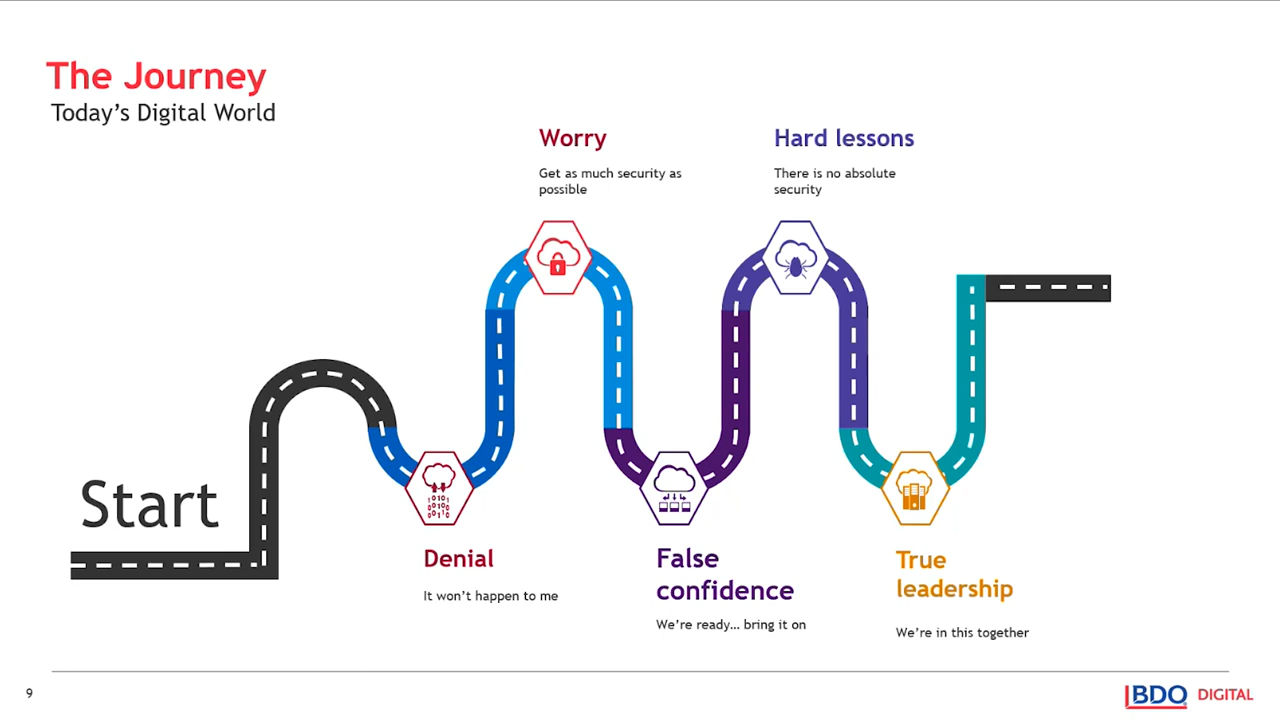 The Journey
Today's Digital World
Worry
Get as much security as
possible
Hard lessons
There is no absolute
security
Start
Denial
It won't happen to me
False
confidence
We're ready... bring it on
True
leadership
We're in this together
9
BDO DIGITAL